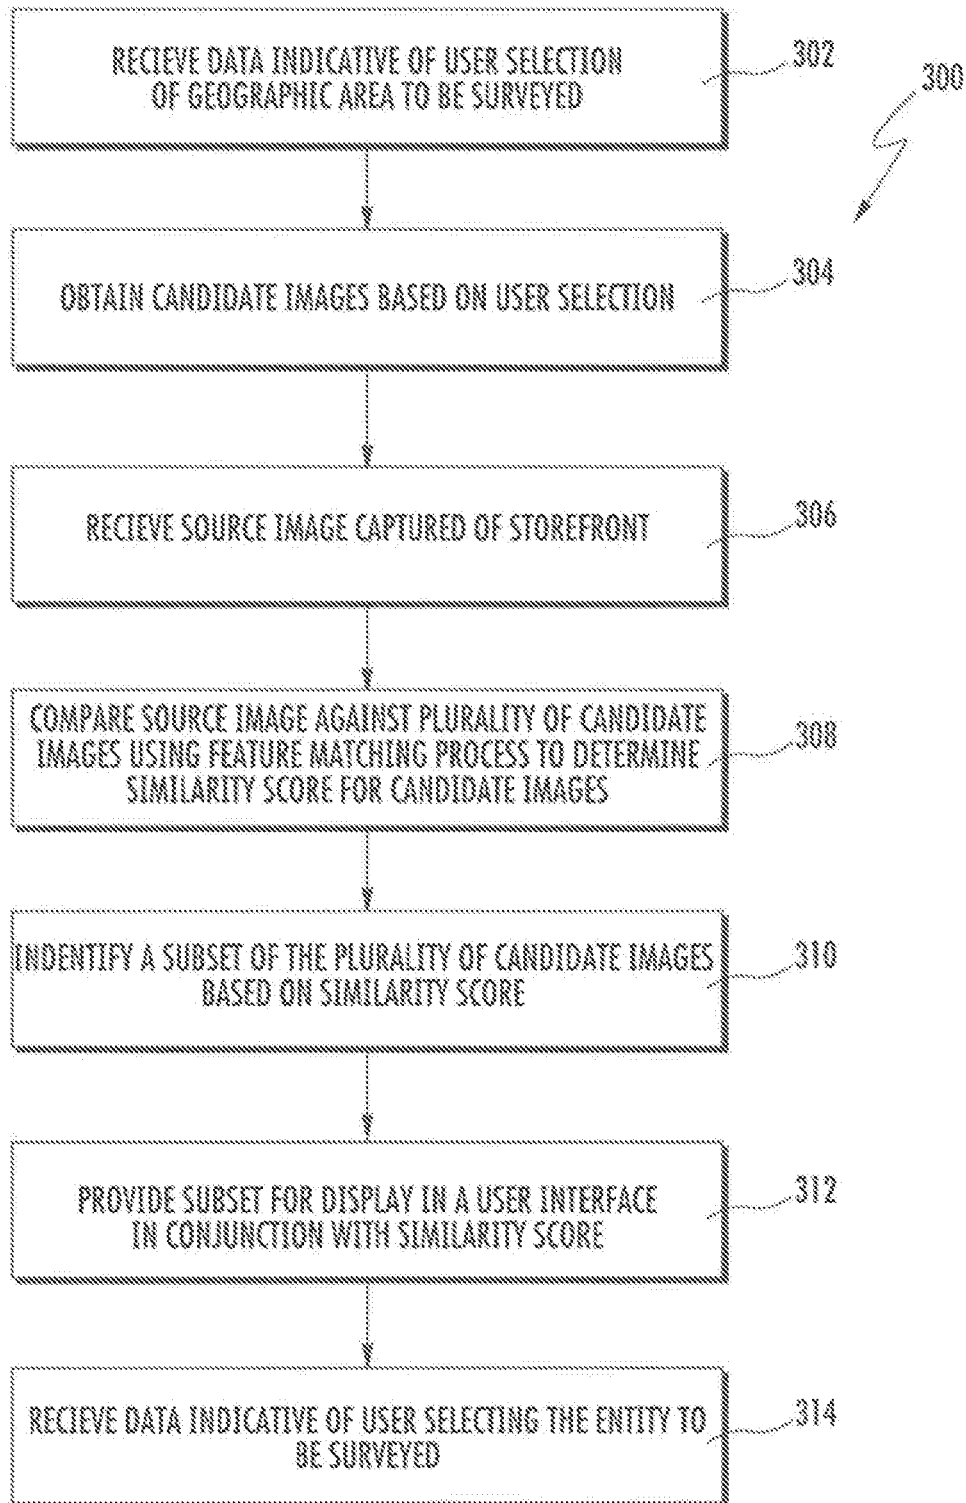 RECIEVE DATA INDICATIVE OF USER SELECTION
OF GEOGRAPHIC AREA TO BE SURVEYED
302
300
OBTAIN CANDIDATE IMAGES BASED ON USER SELECTION
304
RECIEVE SOURCE IMAGE CAPTURED OF STOREFRONT
306
COMPARE SOURCE IMAGE AGAINST PLURALITY OF CANDIDATE
IMAGES USING FEATURE MATCHING PROCESS TO DETERMINE
SIMILARITY SCORE FOR CANDIDATE IMAGES
308
INDENTIFY A SUBSET OF THE PLURALITY OF CANDIDATE IMAGES
BASED ON SIMILARITY SCORE
310
PROVIDE SUBSET FOR DISPLAY IN A USER INTERFACE
IN CONJUNCTION WITH SIMILARITY SCORE
312
RECIEVE DATA INDICATIVE OF USER SELECTING THE ENTITY TO
BE SURVEYED
314